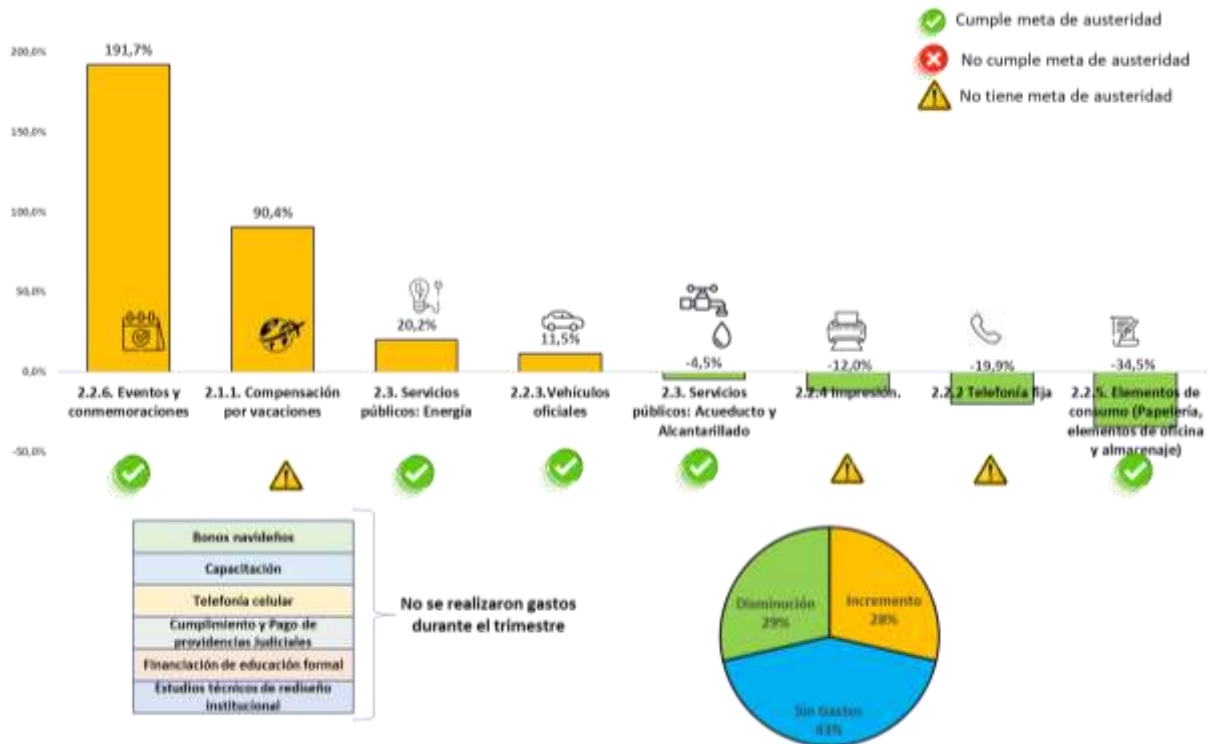 Cumple meta de austeridad
No cumple meta de austeridad
No tiene meta de austeridad
200,0%
150,0%
100,0%
50,0%
0,0%
-50,0%
191,7%
90,4%
20,2%
11,5%
-4,5%
-12,0%
-19,9%
-34,5%
2.2.6. Eventos y
conmemoraciones
2.1.1. Compensación
por vacaciones
2.3. Servicios
públicos: Energía
2.2.3.Vehículos
oficiales
2.3. Servicios
públicos: Acueducto y
Alcantarillado
2.2.4 Impresión.
2.2.2 Telefonía fija
2.2.5. Elementos de
consumo (Papelería,
elementos de oficina
y almacenaje)
Bonos navideños
Capacitación
Telefonía celular
Cumplimiento y Pago de
providencias Judiciales
Financiación de educación formal
Estudios técnicos de rediseño
institucional
No se realizaron gastos
durante el trimestre
Disminución
29%
Incremento
28%
Sin Gastos
43%